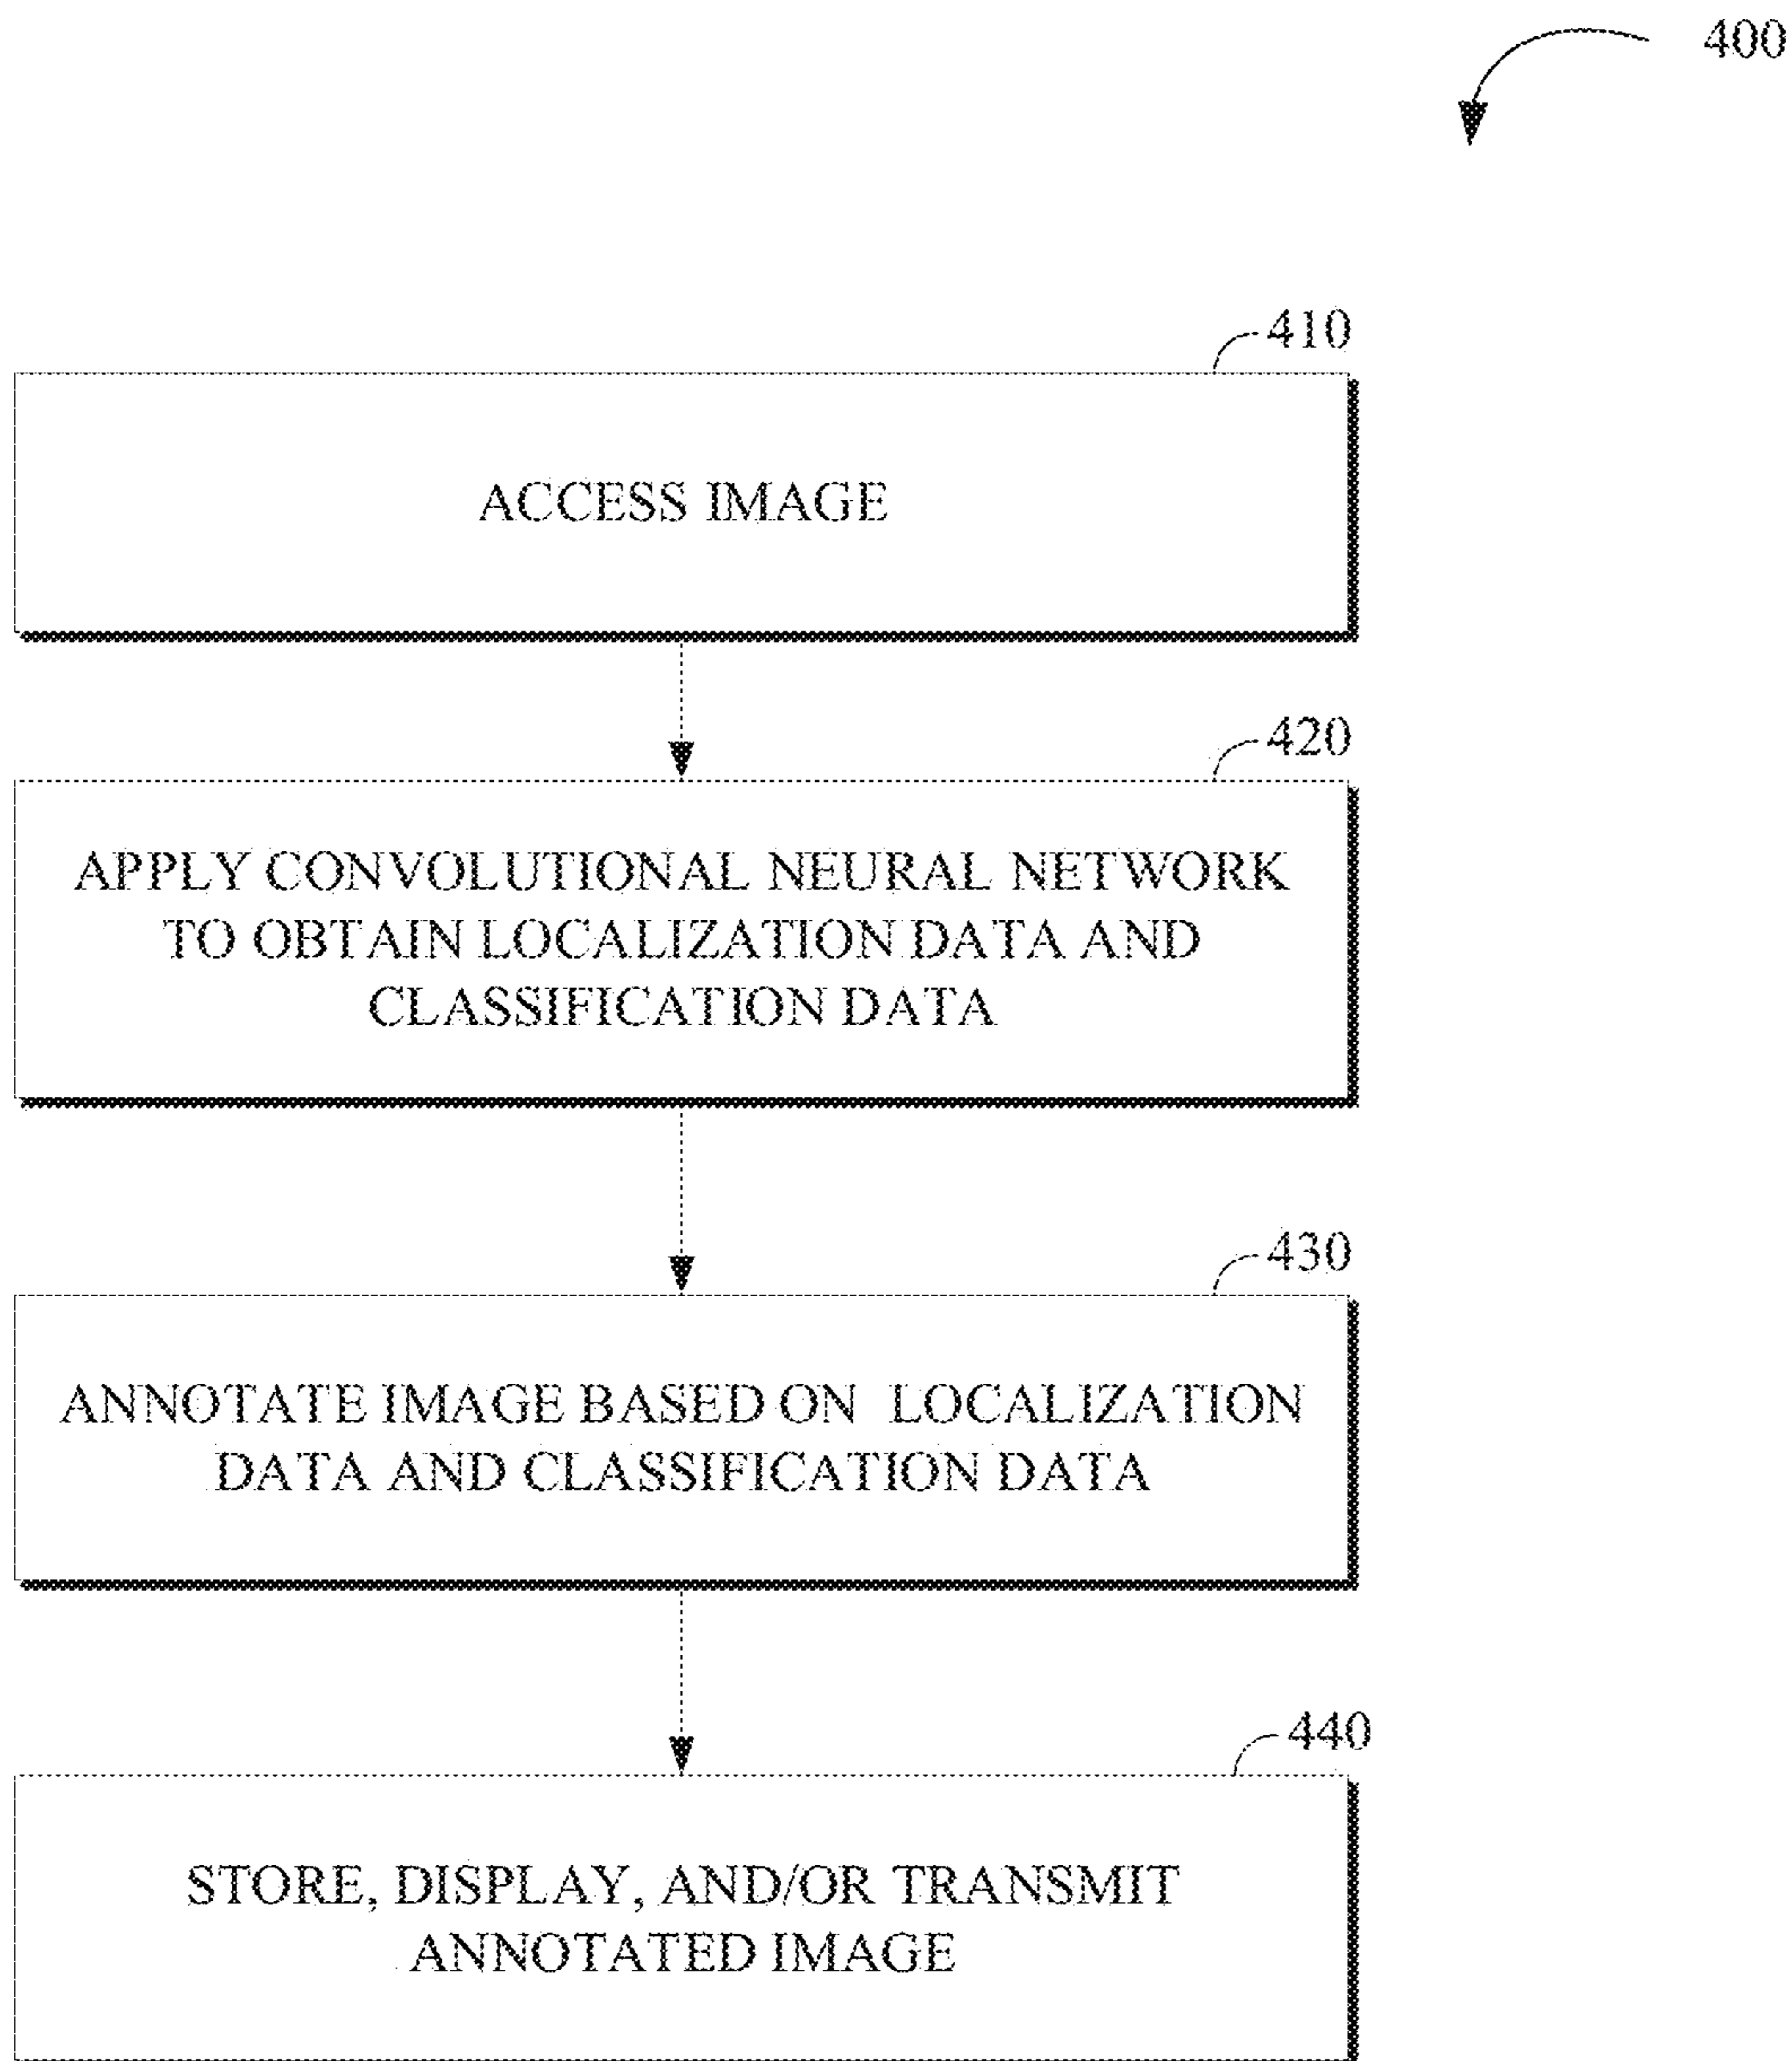 400
410
ACCESS IMAGE
420
APPLY CONVOLUTIONAL NEURAL NETWORK
TO OBTAIN LOCALIZATION DATA AND
CLASSIFICATION DATA
430
ANNOTATE IMAGE BASED ON LOCALIZATION
DATA AND CLASSIFICATION DATA
440
STORE, DISPLAY, AND/OR TRANSMIT
ANNOTATED IMAGE